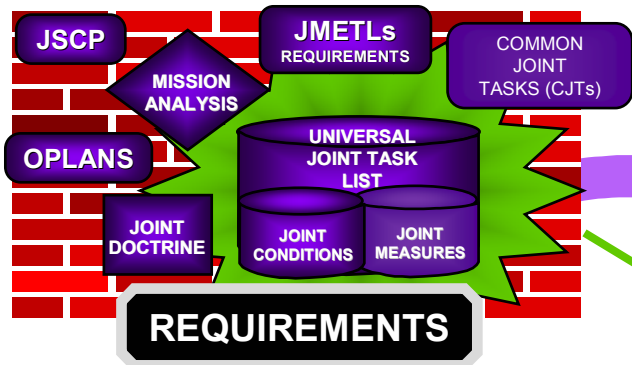 JSCP
JMETLs
REQUIREMENTS
COMMON
JOINT
TASKS (CJTs)
MISSION
ANALYSIS
OPLANS
UNIVERSAL
JOINT TASK
LIST
JOINT
DOCTRINE
JOINT
CONDITIONS
JOINT
MEASURES
REQUIREMENTS